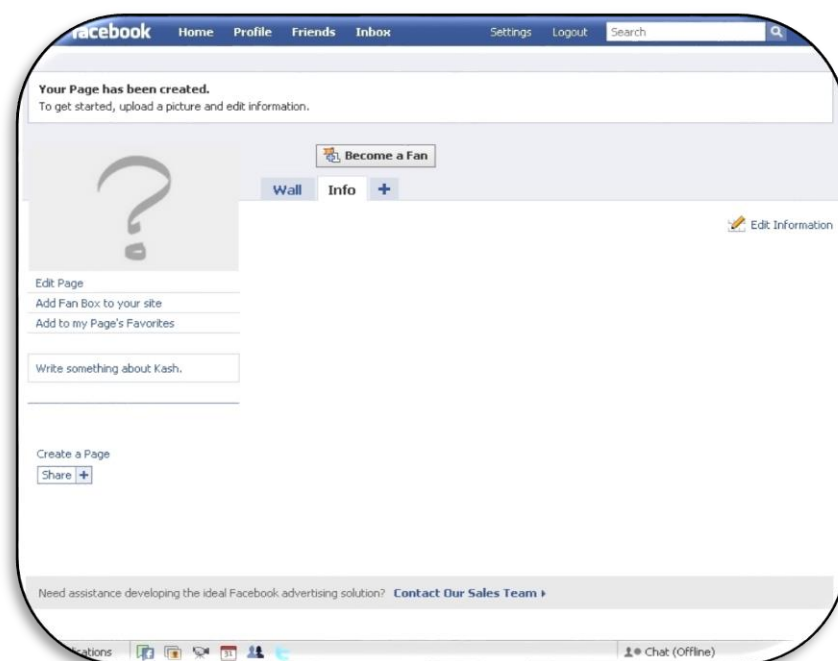 facebook Home Profile Friends Inbox Settings Logout Search
Your Page has been created.
To get started, upload a picture and edit information.
Become a Fan
Wall Info +
Edit Information
Edit Page
Add Fan Box to your site
Add to my Page's Favorites
Write something about Kash.
Create a Page
Share +
Need assistance developing the ideal Facebook advertising solution? Contact Our Sales Team
31
Chat (Offline)